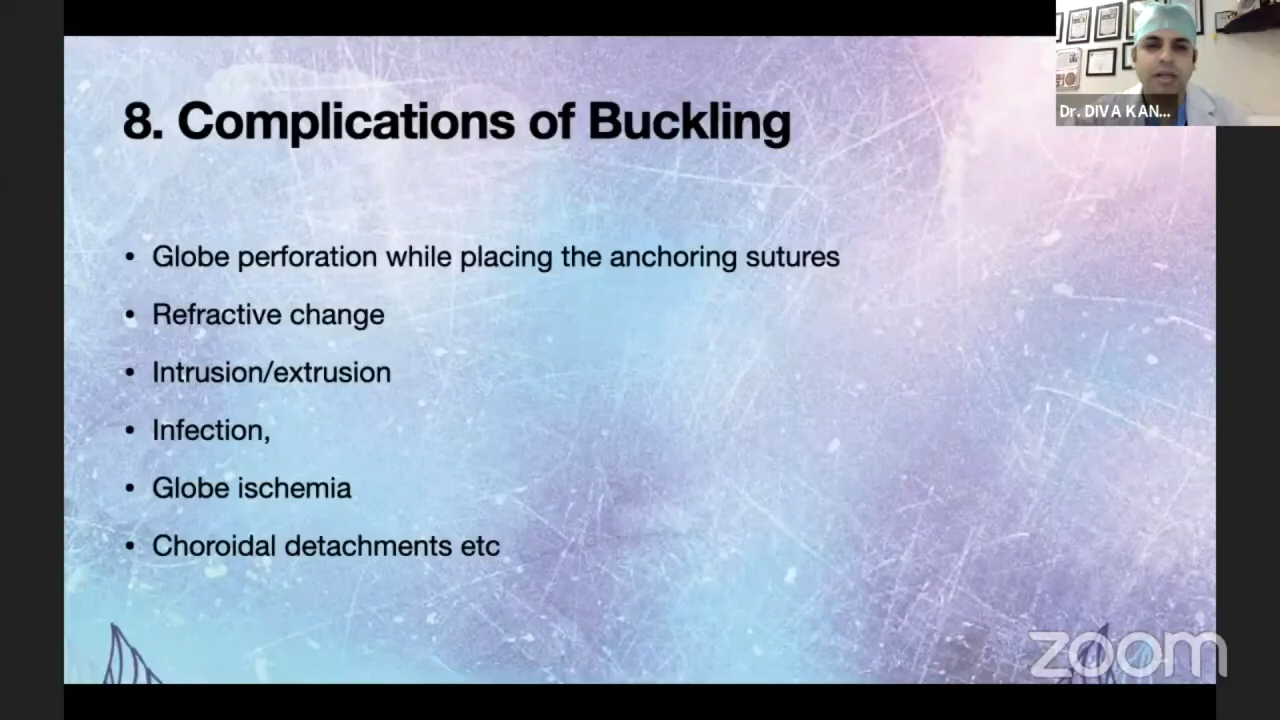 Dr. DIVA KAN...
8. Complications of Buckling
• Globe perforation while placing the anchoring sutures
• Refractive change
• Intrusion/extrusion
• Infection,
• Globe ischemia
• Choroidal detachments etc
zoom